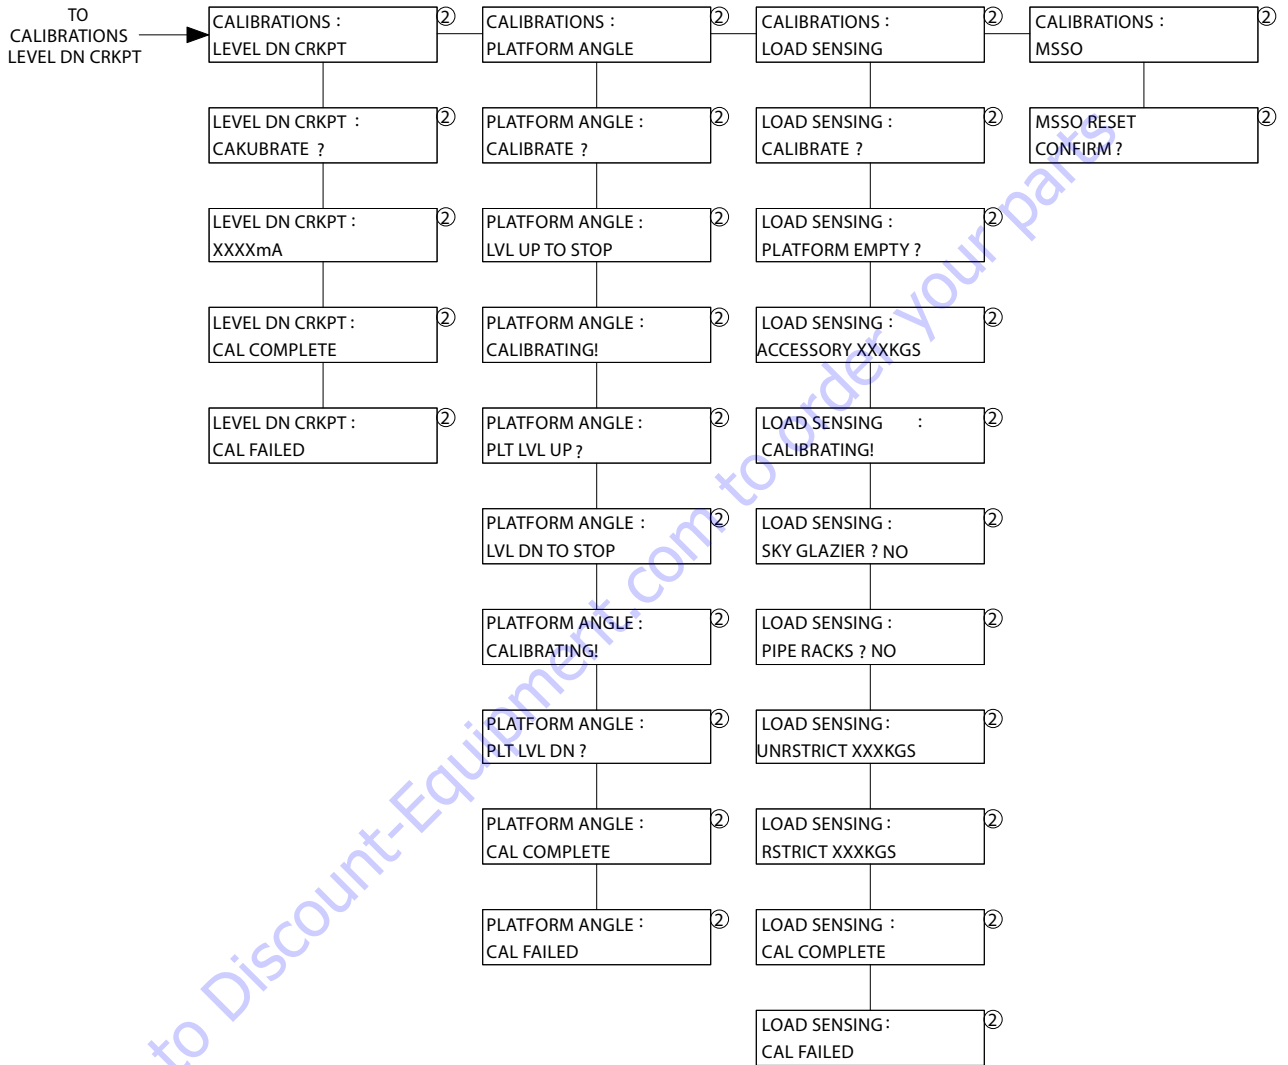 TO
CALIBRATIONS
LEVEL DN CRKPT
CALIBRATIONS :
LEVEL DN CRKPT
②
LEVEL DN CRKPT :
CAKUBRATE ?
②
LEVEL DN CRKPT :
XXXXmA
②
LEVEL DN CRKPT :
CAL COMPLETE
②
LEVEL DN CRKPT :
CAL FAILED
②
CALIBRATIONS :
PLATFORM ANGLE
②
PLATFORM ANGLE :
CALIBRATE ?
②
PLATFORM ANGLE :
LVL UP TO STOP
②
PLATFORM ANGLE :
CALIBRATING!
②
PLATFORM ANGLE :
PLT LVL UP ?
②
PLATFORM ANGLE :
LVL DN TO STOP
②
PLATFORM ANGLE :
CALIBRATING!
②
PLATFORM ANGLE :
PLT LVL DN ?
②
PLATFORM ANGLE :
CAL COMPLETE
②
PLATFORM ANGLE :
CAL FAILED
②
CALIBRATIONS :
LOAD SENSING
②
LOAD SENSING :
CALIBRATE ?
②
LOAD SENSING :
PLATFORM EMPTY ?
②
LOAD SENSING :
ACCESSORY XXXKGS
②
LOAD SENSING :
CALIBRATING!
②
LOAD SENSING :
SKY GLAZIER ? NO
②
LOAD SENSING :
PIPE RACKS ? NO
②
LOAD SENSING :
UNRSTRICT XXXKGS
②
LOAD SENSING :
RSTRICT XXXKGS
②
LOAD SENSING :
CAL COMPLETE
②
LOAD SENSING :
CAL FAILED
②
CALIBRATIONS :
MSSO
②
MSSO RESET
CONFIRM ?
②
to Discount-Equipment.com to order your parts